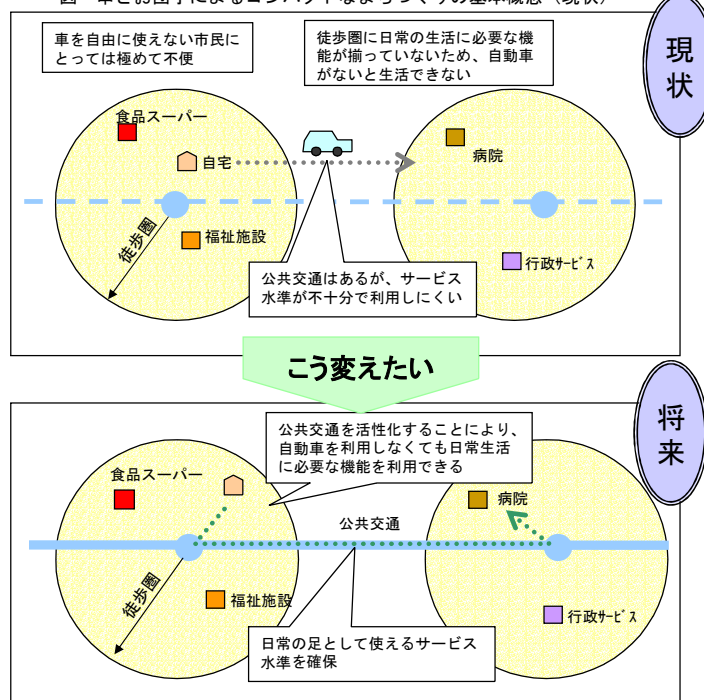 車を自由に使えない市民に
とっては極めて不便
徒歩圏に日常の生活に必要な機
能が揃っていないため、自動車
がないと生活できない
現状
食品スーパー
自宅
病院
福祉施設
徒歩圏
行政サービス
公共交通はあるが、サービス
水準が不十分で利用しにくい
こう変えたい
将来
公共交通を活性化することにより、
自動車を利用しなくても日常生活
に必要な機能を利用できる
食品スーパー
病院
公共交通
徒歩圏
福祉施設
行政サービス
日常の足として使えるサービス
水準を確保